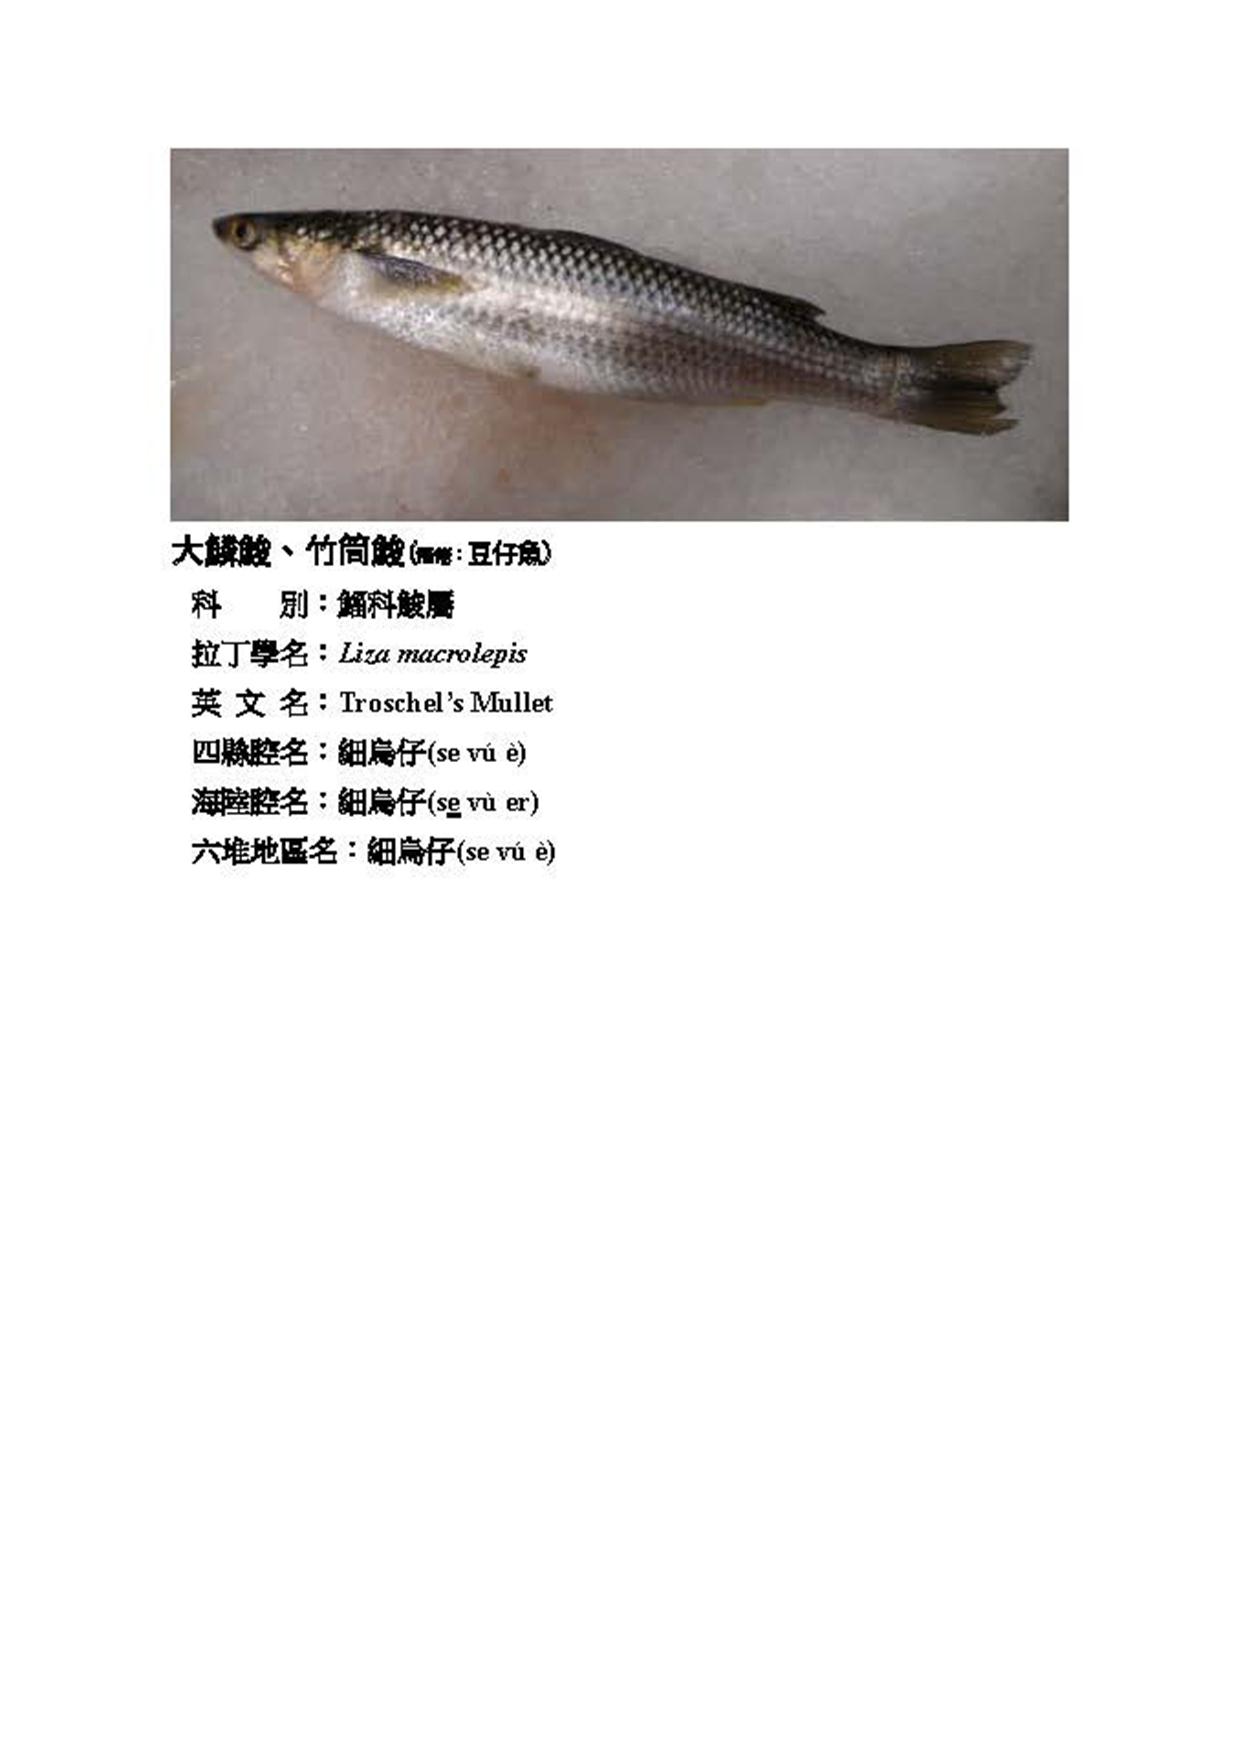 大鱗鮻、竹筒鮻(:豆仔魚)
科　　別：鯔科鮻屬
拉丁學名：Liza macrolepis
英 文 名：Troschel’s Mullet
四縣腔名：細烏仔(se vú è)
海陸腔名：細烏仔(se vù er)
六堆地區名：細烏仔(se vú è)